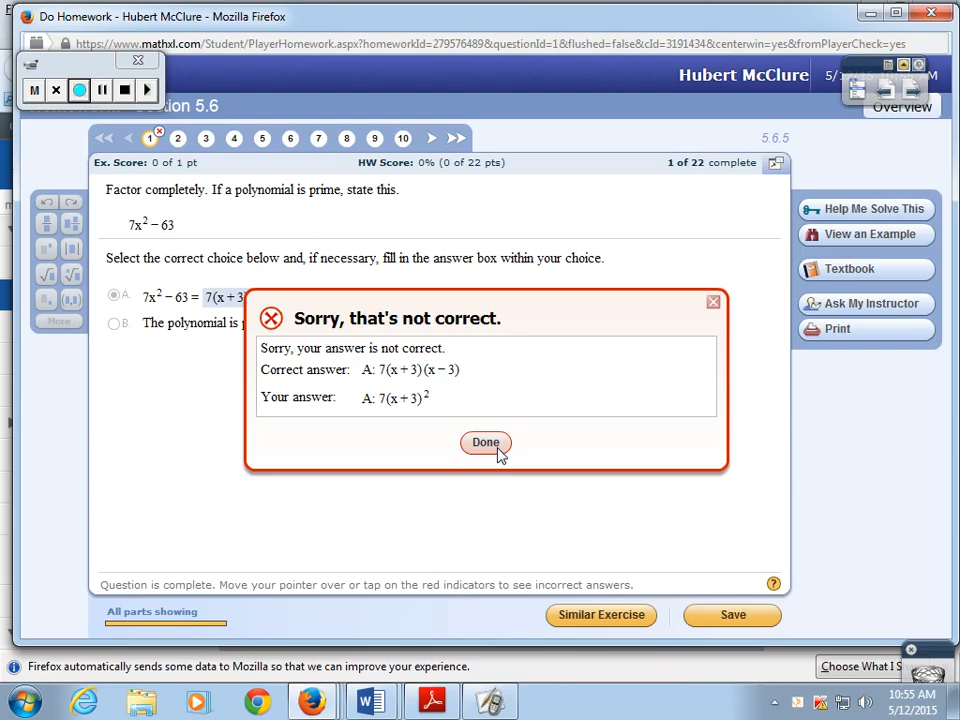 Do Homework - Hubert McClure - Mozilla Firefox
https://www.mathxl.com/Student/PlayerHomework.aspx?homeworkId=279576489&questionId=1&flushed=false&cId=3191434&centerwin=yes&fromPlayerCheck=yes
M
Hubert McClure
5/1
M
ction 5.6
Overview
1 2 3 4 5 6 7 8 9 10
5.6.5
Ex. Score: 0 of 1 pt
HW Score: 0% (0 of 22 pts)
1 of 22 complete
Factor completely. If a polynomial is prime, state this.
7x² − 63
Select the correct choice below and, if necessary, fill in the answer box within your choice.
A. 7x² − 63 = 7(x + 3)
B. The polynomial is p
More
Help Me Solve This
View an Example
Textbook
Ask My Instructor
Print
Sorry, that's not correct.
Sorry, your answer is not correct.
Correct answer: A: 7(x + 3)(x − 3)
Your answer: A: 7(x + 3)²
Done
Question is complete. Move your pointer over or tap on the red indicators to see incorrect answers.
?
All parts showing
Similar Exercise
Save
Firefox automatically sends some data to Mozilla so that we can improve your experience.
Choose What I S
10:55 AM
5/12/2015